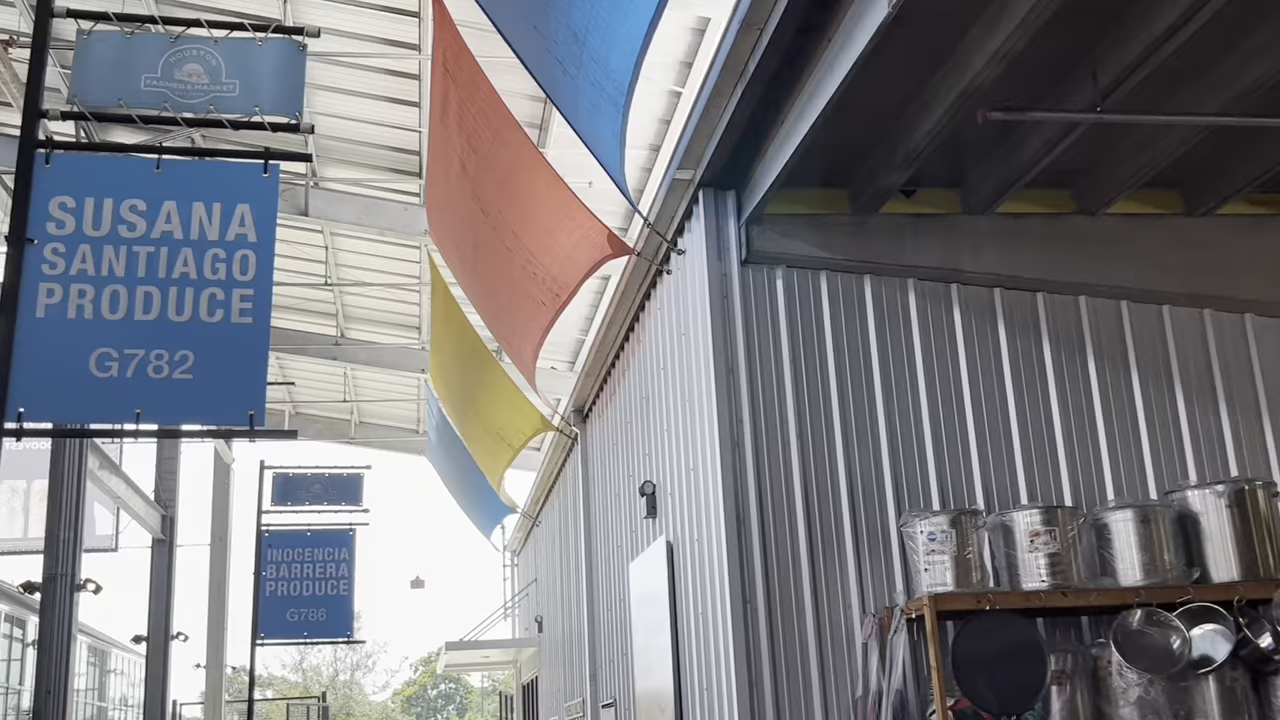 HOUSTON
FARMERS MARKET
SUSANA
SANTIAGO
PRODUCE
G782
INOCENCIA
BARRERA
PRODUCE
G786